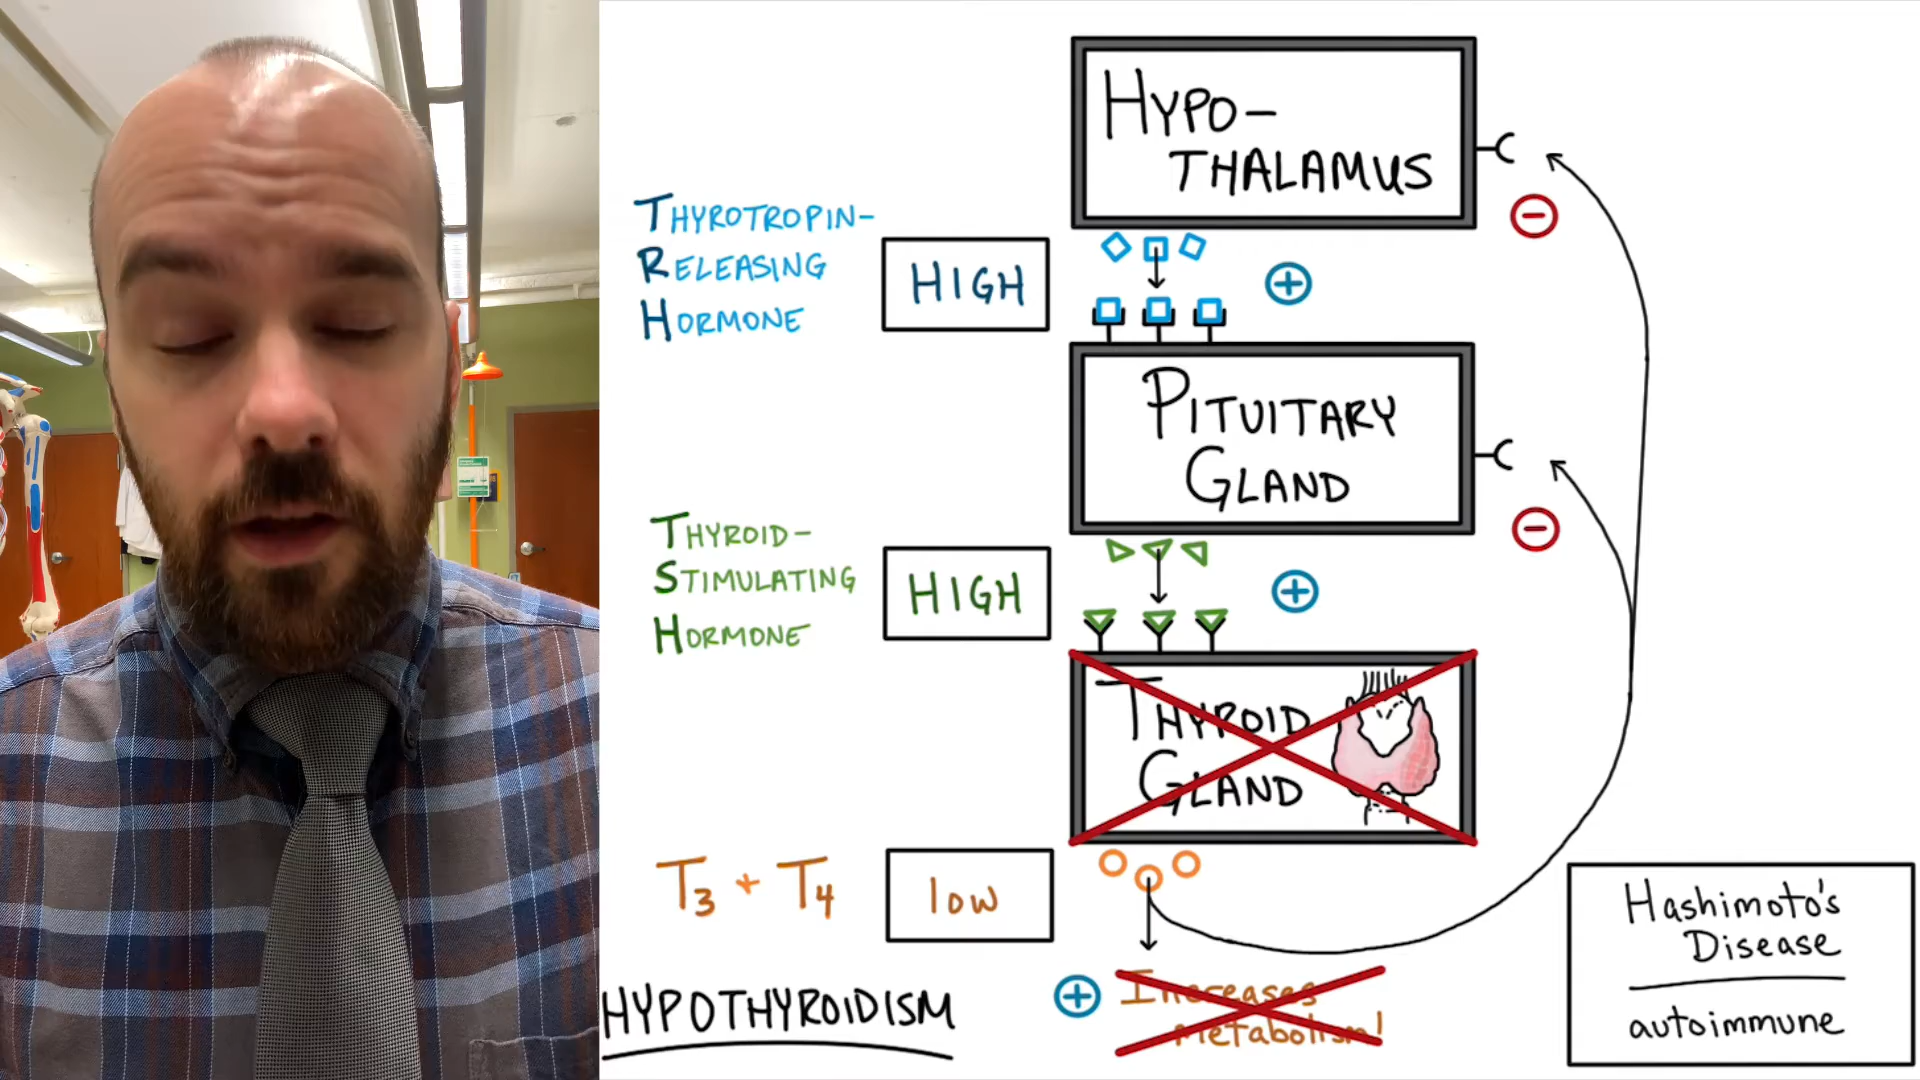 HYPO-
THALAMUS
THYROTROPIN-
RELEASING
HORMONE
HIGH
PITUITARY
GLAND
THYROID-
STIMULATING
HORMONE
HIGH
THYROID
GLAND
T3 + T4
low
Hashimoto's
Disease
autoimmune
HYPOTHYROIDISM
Increases
metabolism!